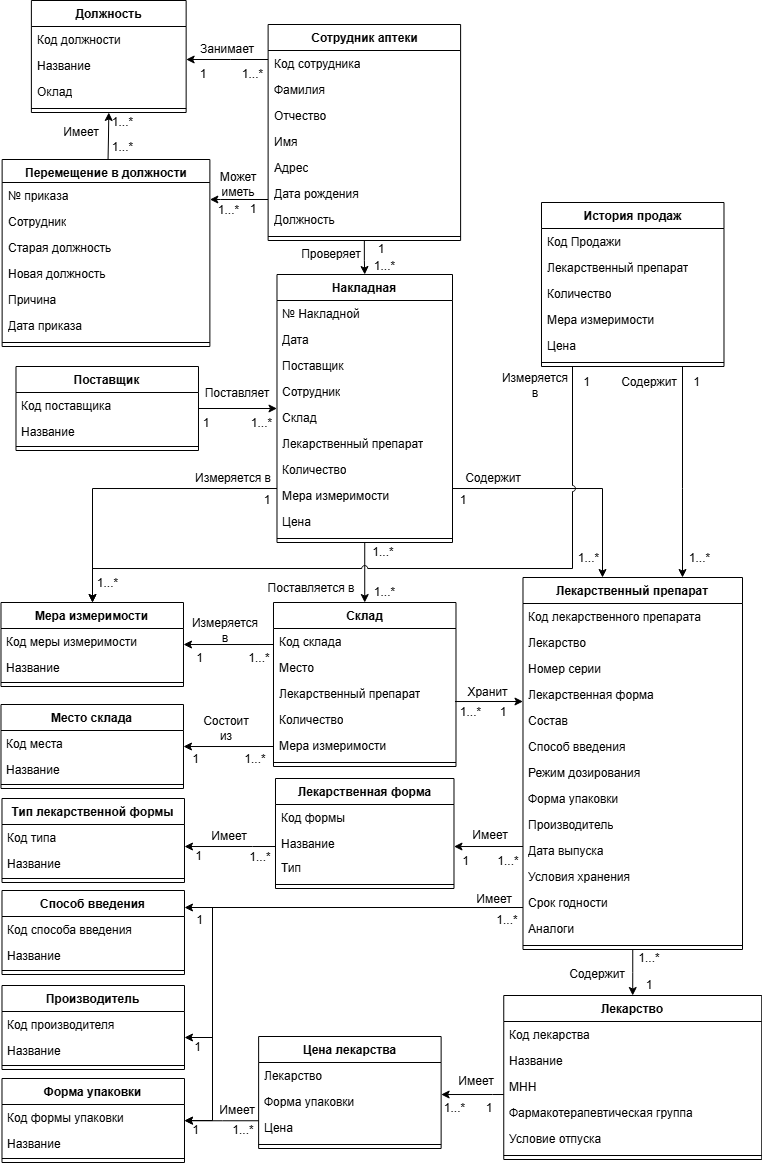 Должность
Код должности
Название
Оклад
Занимает
1
1...*
Сотрудник аптеки
Код сотрудника
Фамилия
Отчество
Имя
Адрес
Дата рождения
Должность
1...*
Имеет
1...*
Перемещение в должности
№ приказа
Сотрудник
Старая должность
Новая должность
Причина
Дата приказа
Может
иметь
1...*
1
Проверяет
1
1...*
История продаж
Код Продажи
Лекарственный препарат
Количество
Мера измеримости
Цена
Накладная
№ Накладной
Дата
Поставщик
Сотрудник
Склад
Лекарственный препарат
Количество
Мера измеримости
Цена
Поставщик
Код поставщика
Название
Поставляет
1
1...*
Измеряется
в
1
Содержит
1
Измеряется в
1
1...*
Содержит
1
1...*
1...*
1...*
Поставляется в
1...*
Мера измеримости
Код меры измеримости
Название
Измеряется
в
1
1...*
Склад
Код склада
Место
Лекарственный препарат
Количество
Мера измеримости
Хранит
1...*
1
Лекарственный препарат
Код лекарственного препарата
Лекарство
Номер серии
Лекарственная форма
Состав
Способ введения
Режим дозирования
Форма упаковки
Производитель
Дата выпуска
Условия хранения
Срок годности
Аналоги
Место склада
Код места
Название
Состоит
из
1
1...*
Тип лекарственной формы
Код типа
Название
Имеет
1
1...*
Лекарственная форма
Код формы
Название
Тип
Имеет
1
1...*
Способ введения
Код способа введения
Название
Имеет
1
1...*
Производитель
Код производителя
Название
1
1...*
Содержит
1
Лекарство
Код лекарства
Название
МНН
Фармакотерапевтическая группа
Условие отпуска
Цена лекарства
Лекарство
Форма упаковки
Цена
Имеет
1...*
1
Форма упаковки
Код формы упаковки
Название
Имеет
1
1...*